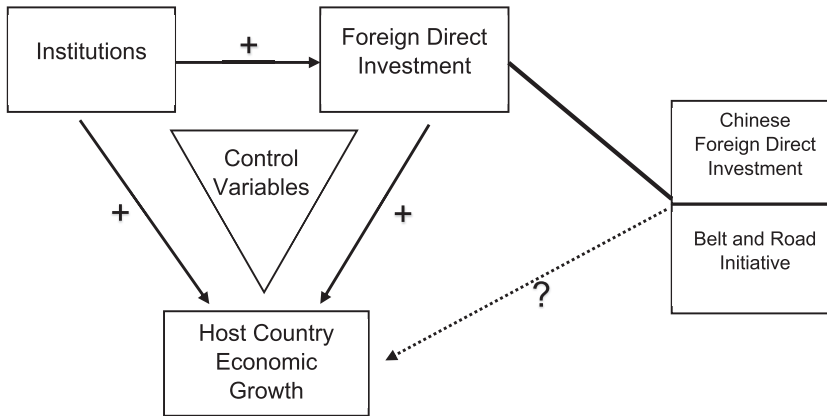 Institutions
+
Foreign Direct
Investment
Control
Variables
+
+
Chinese
Foreign Direct
Investment
Belt and Road
Initiative
?
Host Country
Economic
Growth